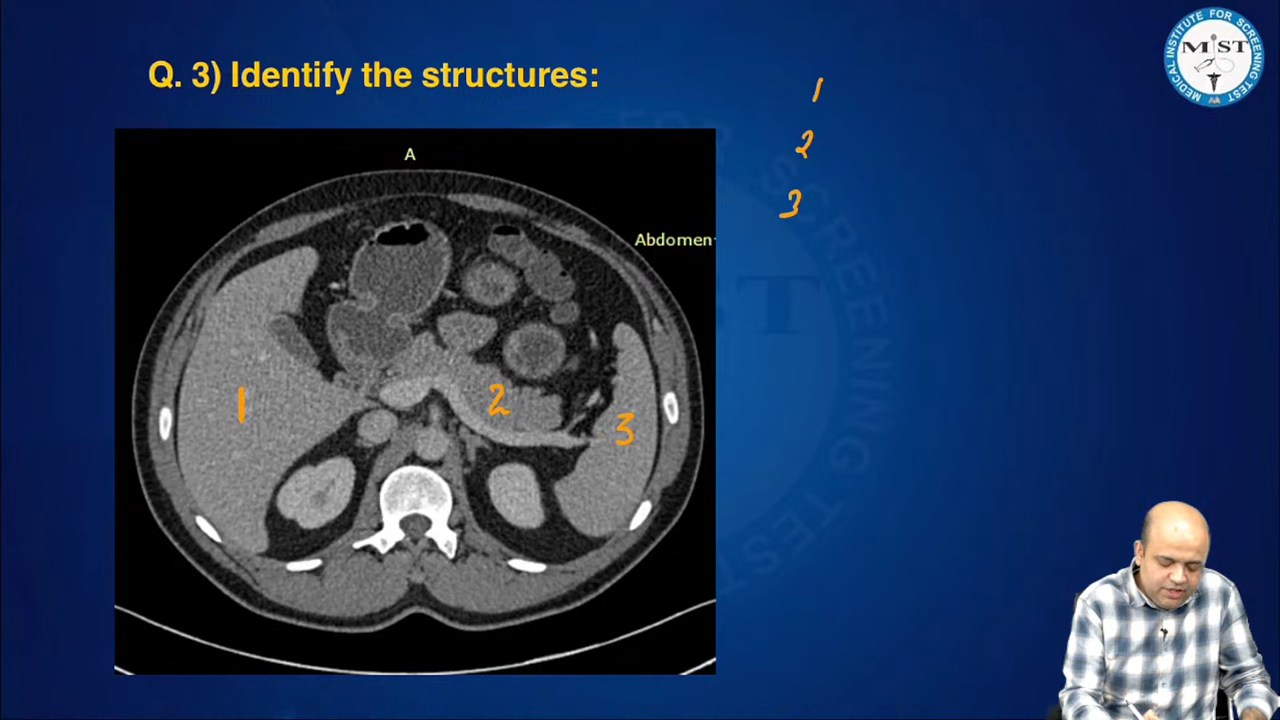 Q. 3) Identify the structures:
1
2
3
A
Abdomen
1
2
3
MIST
MEDICAL INSTITUTE FOR SCREENING TEST